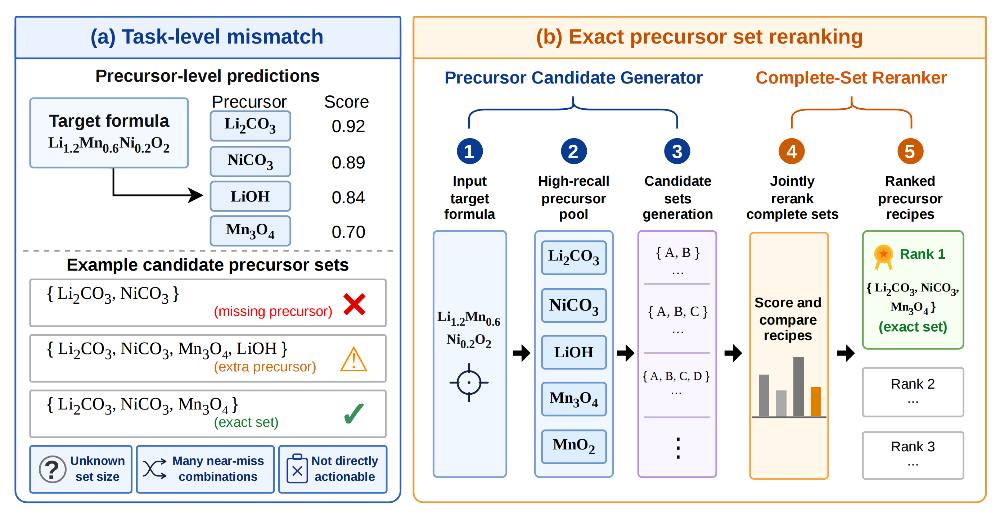 (a) Task-level mismatch
Precursor-level predictions
Target formula
Li₁.₂Mn₀.₆Ni₀.₂O₂
Precursor Score
Li₂CO₃ 0.92
NiCO₃ 0.89
LiOH 0.84
Mn₃O₄ 0.70
Example candidate precursor sets
{ Li₂CO₃, NiCO₃ }
(missing precursor)
{ Li₂CO₃, NiCO₃, Mn₃O₄, LiOH }
(extra precursor)
{ Li₂CO₃, NiCO₃, Mn₃O₄ }
(exact set)
?
Unknown
set size
Many near-miss
combinations
Not directly
actionable
(b) Exact precursor set reranking
Precursor Candidate Generator
Complete-Set Reranker
1
Input
target
formula
Li₁.₂Mn₀.₆
Ni₀.₂O₂
2
High-recall
precursor
pool
Li₂CO₃
NiCO₃
LiOH
Mn₃O₄
MnO₂
3
Candidate
sets
generation
{ A, B }
...
{ A, B, C }
...
{ A, B, C, D }
...
⋮
4
Jointly
rerank
complete sets
Score and
compare
recipes
5
Ranked
precursor
recipes
Rank 1
{ Li₂CO₃, NiCO₃,
Mn₃O₄ }
(exact set)
Rank 2
...
Rank 3
...